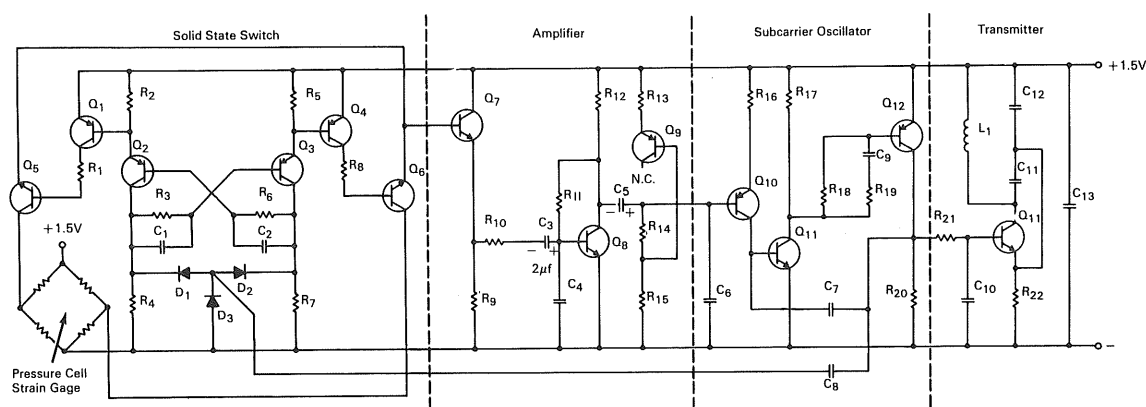 Solid State Switch
Amplifier
Subcarrier Oscillator
Transmitter
+1.5V
Q1
R2
R5
Q4
Q7
R12
R13
R16
R17
Q12
C12
L1
Q2
Q3
Q9
Q5
R1
R8
Q6
N.C.
C9
C11
R3
R6
R11
C5
− +
Q10
R18
R19
C13
+1.5V
C1
C2
R10
C3
− +
2μf
Q8
R14
Q11
R21
Q11
D1
D2
D3
R4
R7
R9
C4
R15
C6
C7
R20
C10
R22
−
Pressure Cell
Strain Gage
C8